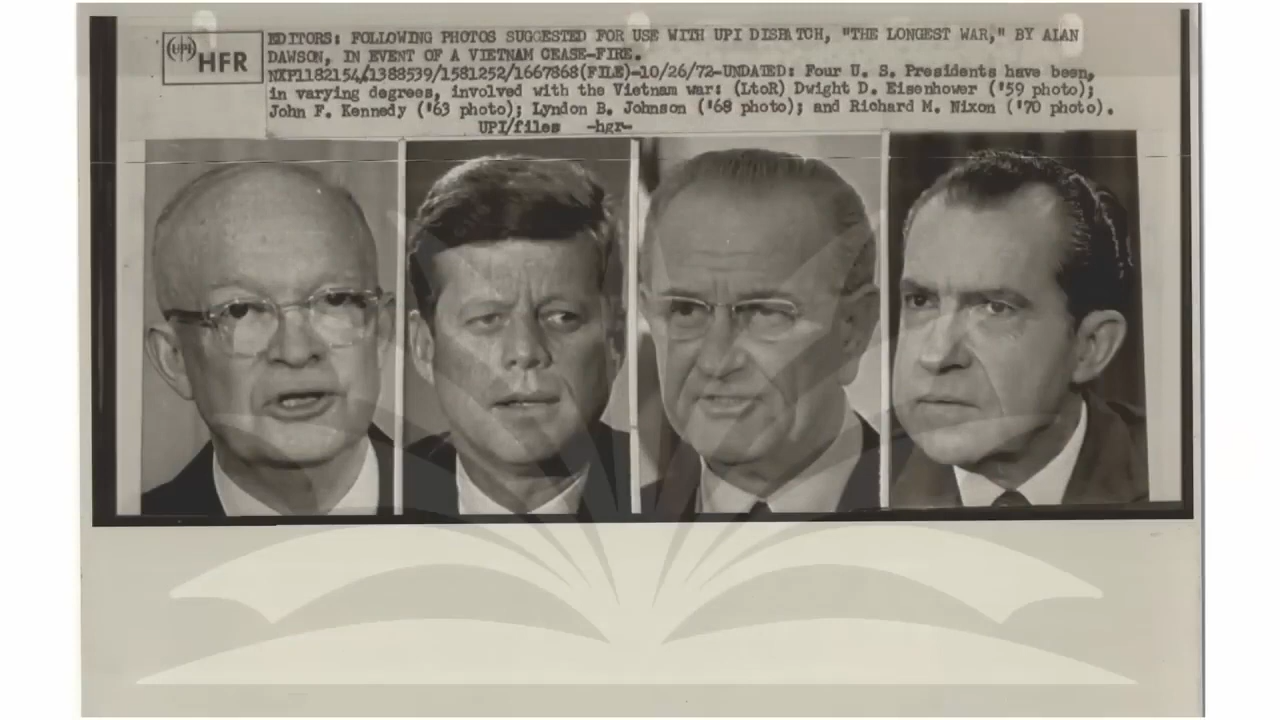 UPI
HFR
EDITORS: FOLLOWING PHOTOS SUGGESTED FOR USE WITH UPI DISPATCH, "THE LONGEST WAR," BY ALAN
DAWSON, IN EVENT OF A VIETNAM CEASE-FIRE.
NXP1182154/1388539/1581252/1667868(FILE)-10/26/72-UNDATED: Four U. S. Presidents have been,
in varying degrees, involved with the Vietnam war: (LtoR) Dwight D. Eisenhower ('59 photo);
John F. Kennedy ('63 photo); Lyndon B. Johnson ('68 photo); and Richard M. Nixon ('70 photo).
UPI/files -hgr-